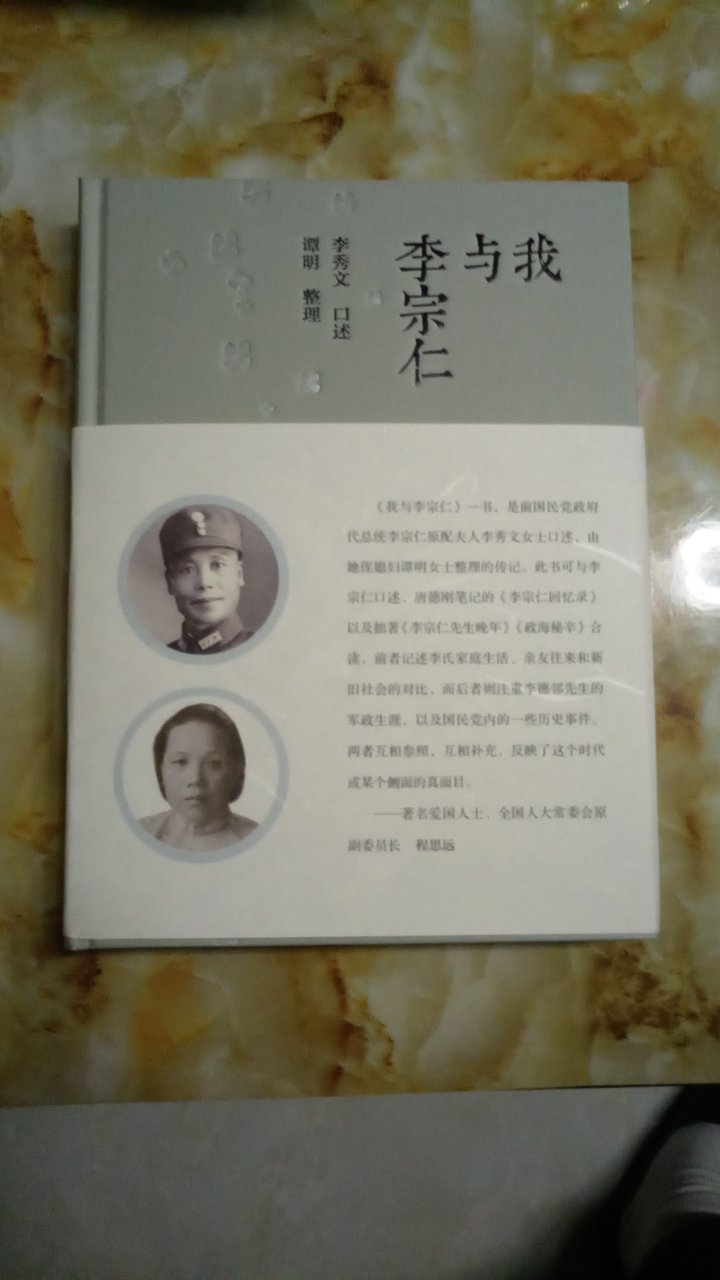 我
与
李宗仁
李秀文 口述
谭明 整理
《我与李宗仁》一书，是前国民党政府
代总统李宗仁原配夫人李秀文女士口述，由
她侄媳妇谭明女士整理的传记。此书可与李
宗仁口述、唐德刚笔记的《李宗仁回忆录》
以及拙著《李宗仁先生晚年》《政海秘辛》合
读，前者记述李氏家庭生活、亲友往来和新
旧社会的对比，而后者则注重李德邻先生的
军政生涯，以及国民党内的一些历史事件。
两者互相参照，互相补充，反映了这个时代
或某个侧面的真面目。
——著名爱国人士、全国人大常委会原
副委员长 程思远